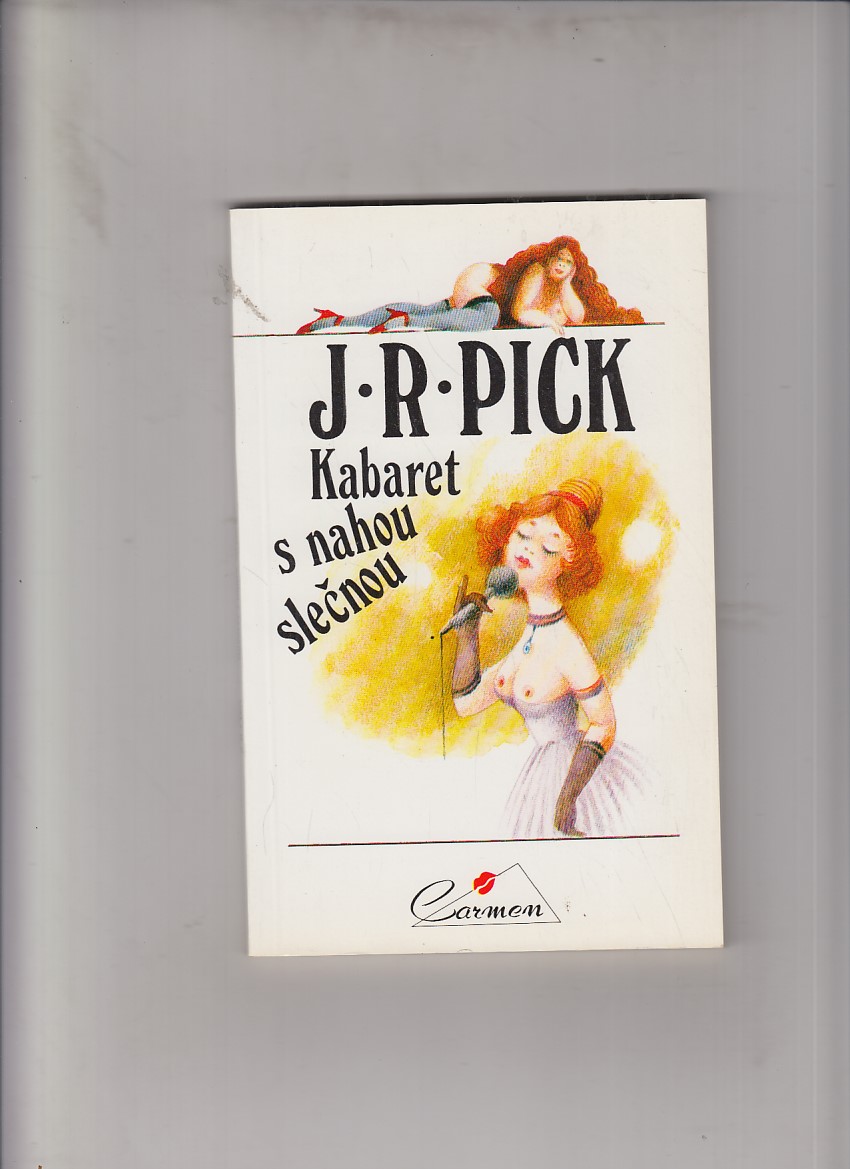 J·R·PICK
Kabaret
s nahou
slečnou
Carmen